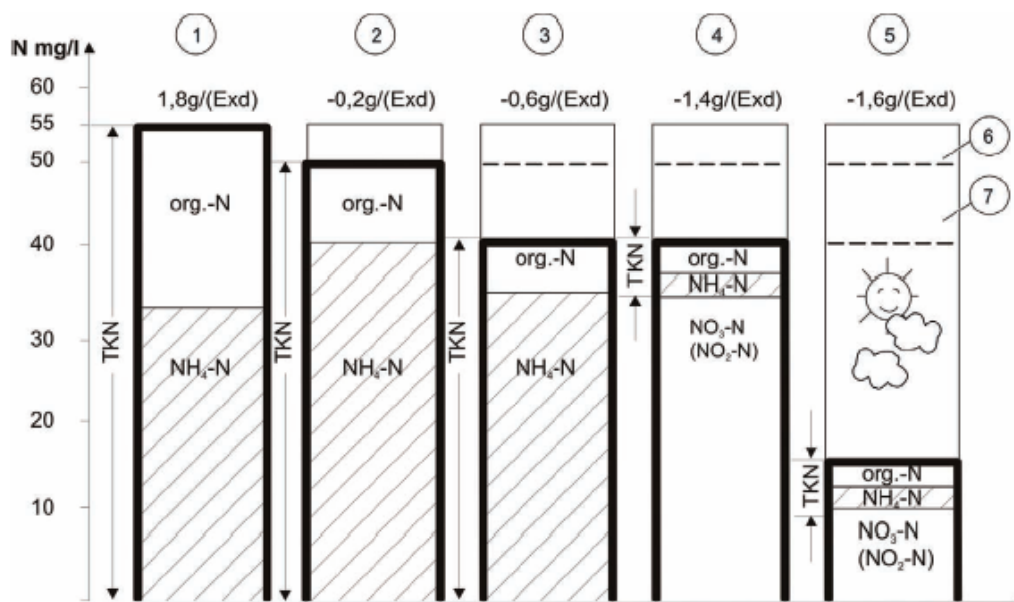 1
2
3
4
5
N mg/l
1,8g/(Exd)
-0,2g/(Exd)
-0,6g/(Exd)
-1,4g/(Exd)
-1,6g/(Exd)
60
55
50
40
30
20
10
TKN
org.-N
NH₄-N
TKN
org.-N
NH₄-N
TKN
org.-N
NH₄-N
TKN
org.-N
NH₄-N
NO₃-N
(NO₂-N)
6
7
TKN
org.-N
NH₄-N
NO₃-N
(NO₂-N)